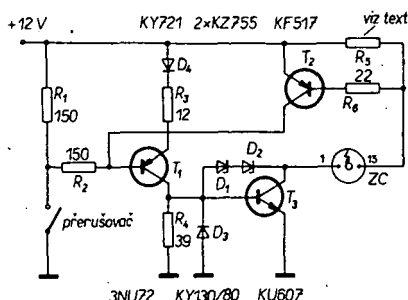 +12 V
KY721 2×KZ755 KF517
viz text
R5
T2
D4
R1
150
R3
12
22
R6
150
R2
T1
D1
D2
T3
1
15
ZC
přerušovač
R4
39
D3
3NU72 KY130/80 KU607